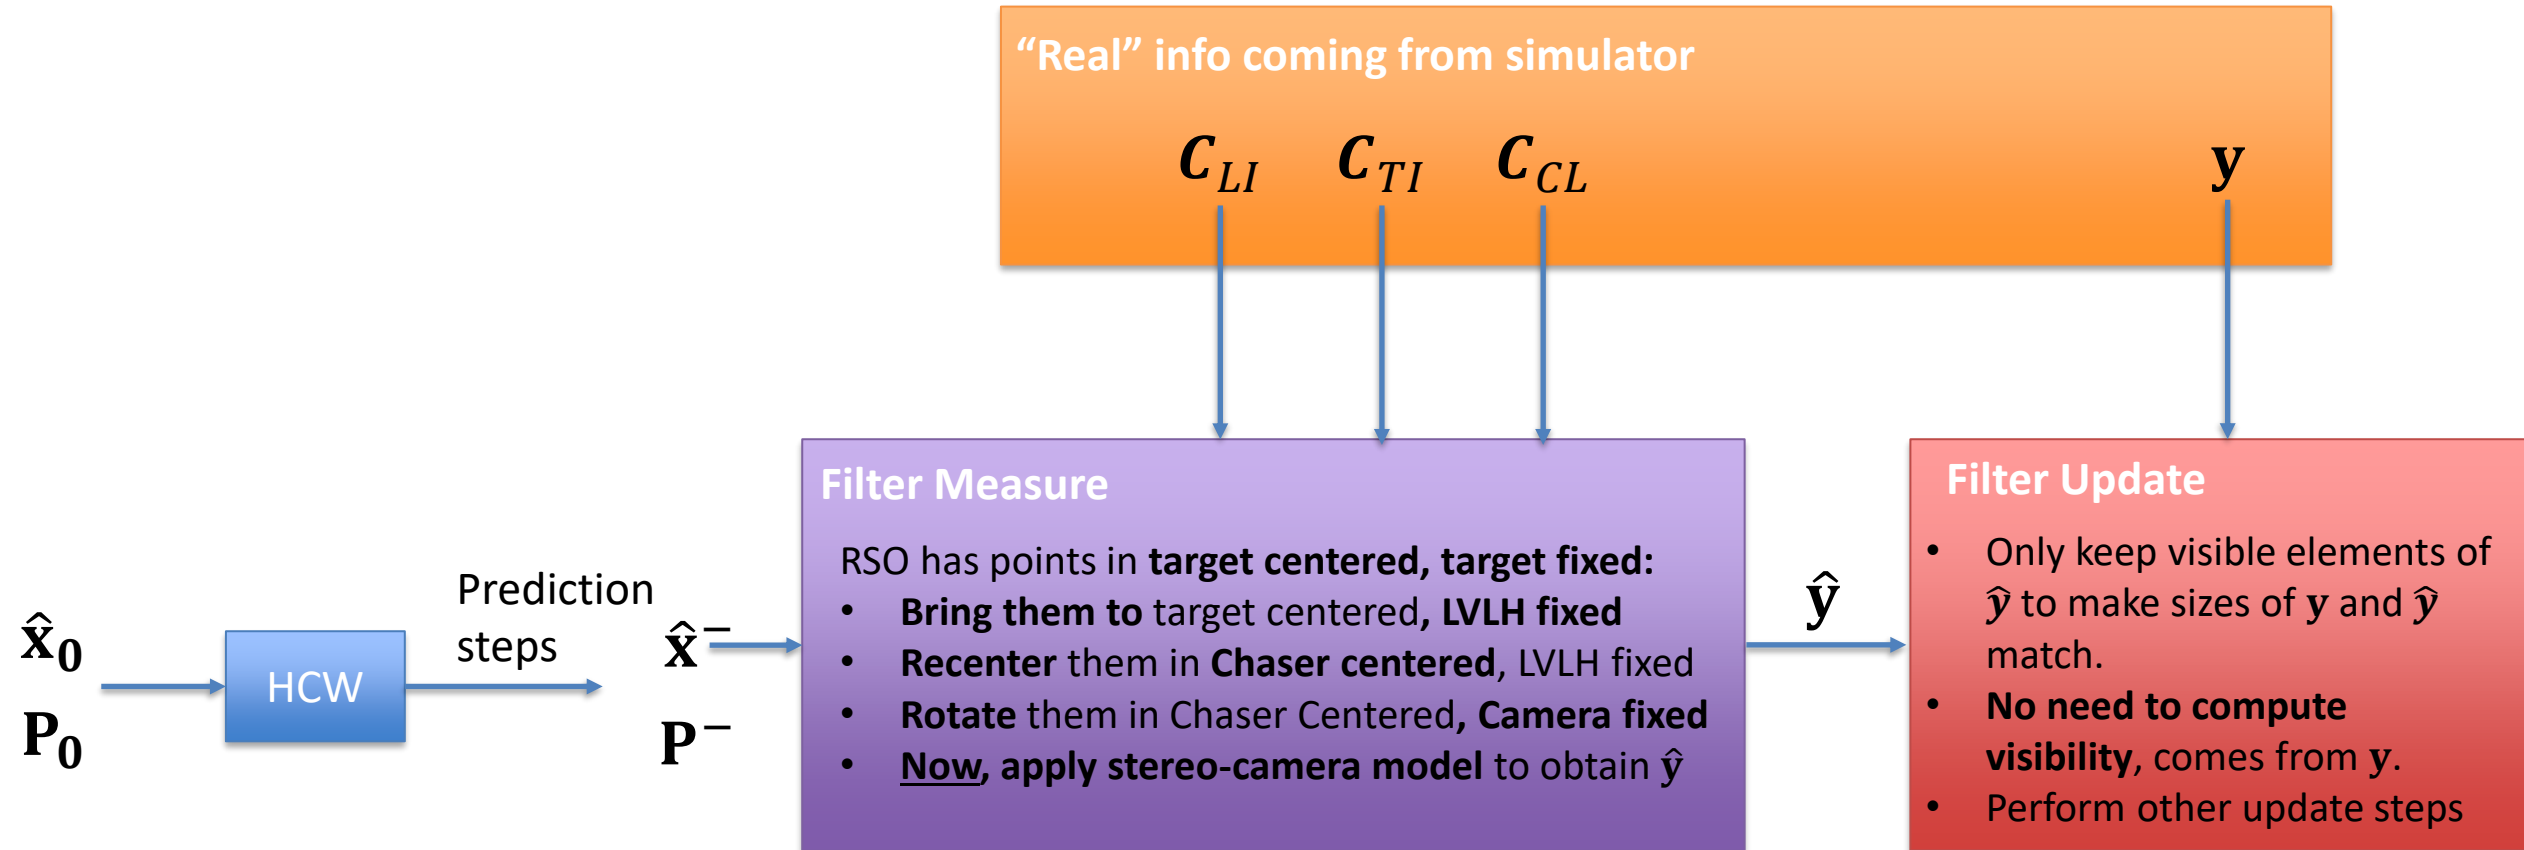 “Real” info coming from simulator
C_LI C_TI C_CL y
Filter Measure
RSO has points in target centered, target fixed:
• Bring them to target centered, LVLH fixed
• Recenter them in Chaser centered, LVLH fixed
• Rotate them in Chaser Centered, Camera fixed
• Now, apply stereo-camera model to obtain ŷ
Filter Update
• Only keep visible elements of
ŷ to make sizes of y and ŷ
match.
• No need to compute
visibility, comes from y.
• Perform other update steps
x̂₀
P₀
HCW
Prediction
steps
x̂⁻
P⁻
ŷ